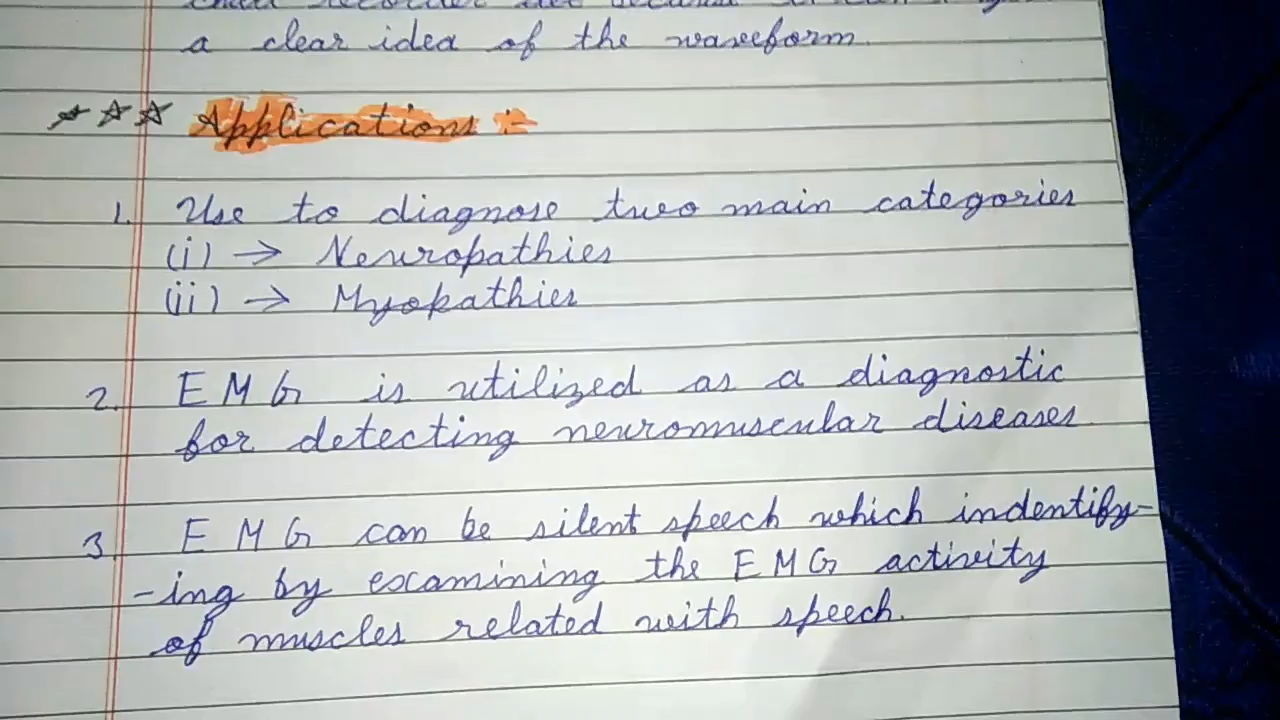 a clear idea of the waveform.
Applications :-
1. Use to diagnose two main categories
(i) → Neuropathies
(ii) → Myopathies
2. EMG is utilized as a diagnostic
for detecting neuromuscular diseases.
3. EMG can be silent speech which indentify-
-ing by examining the EMG activity
of muscles related with speech.